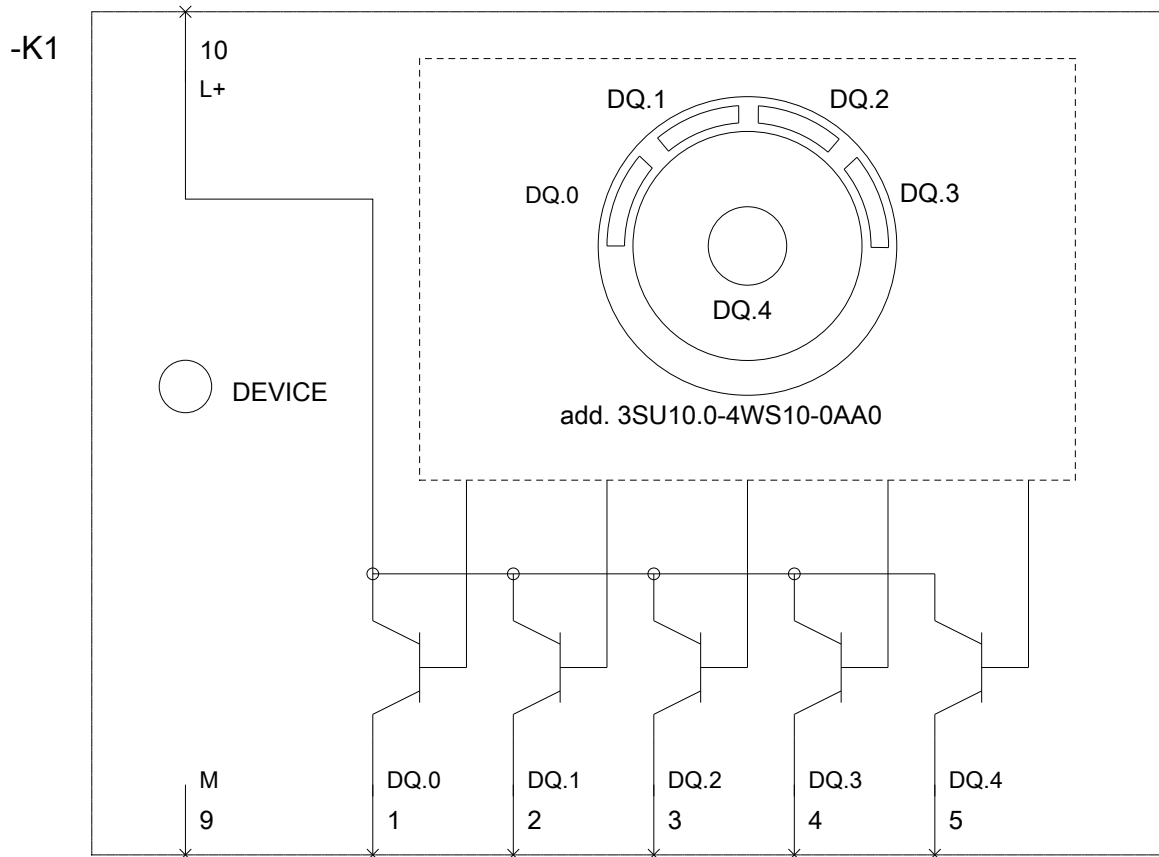 -K1
10
L+
DQ.1
DQ.2
DQ.0
DQ.3
DQ.4
DEVICE
add. 3SU10.0-4WS10-0AA0
M
DQ.0
DQ.1
DQ.2
DQ.3
DQ.4
9
1
2
3
4
5